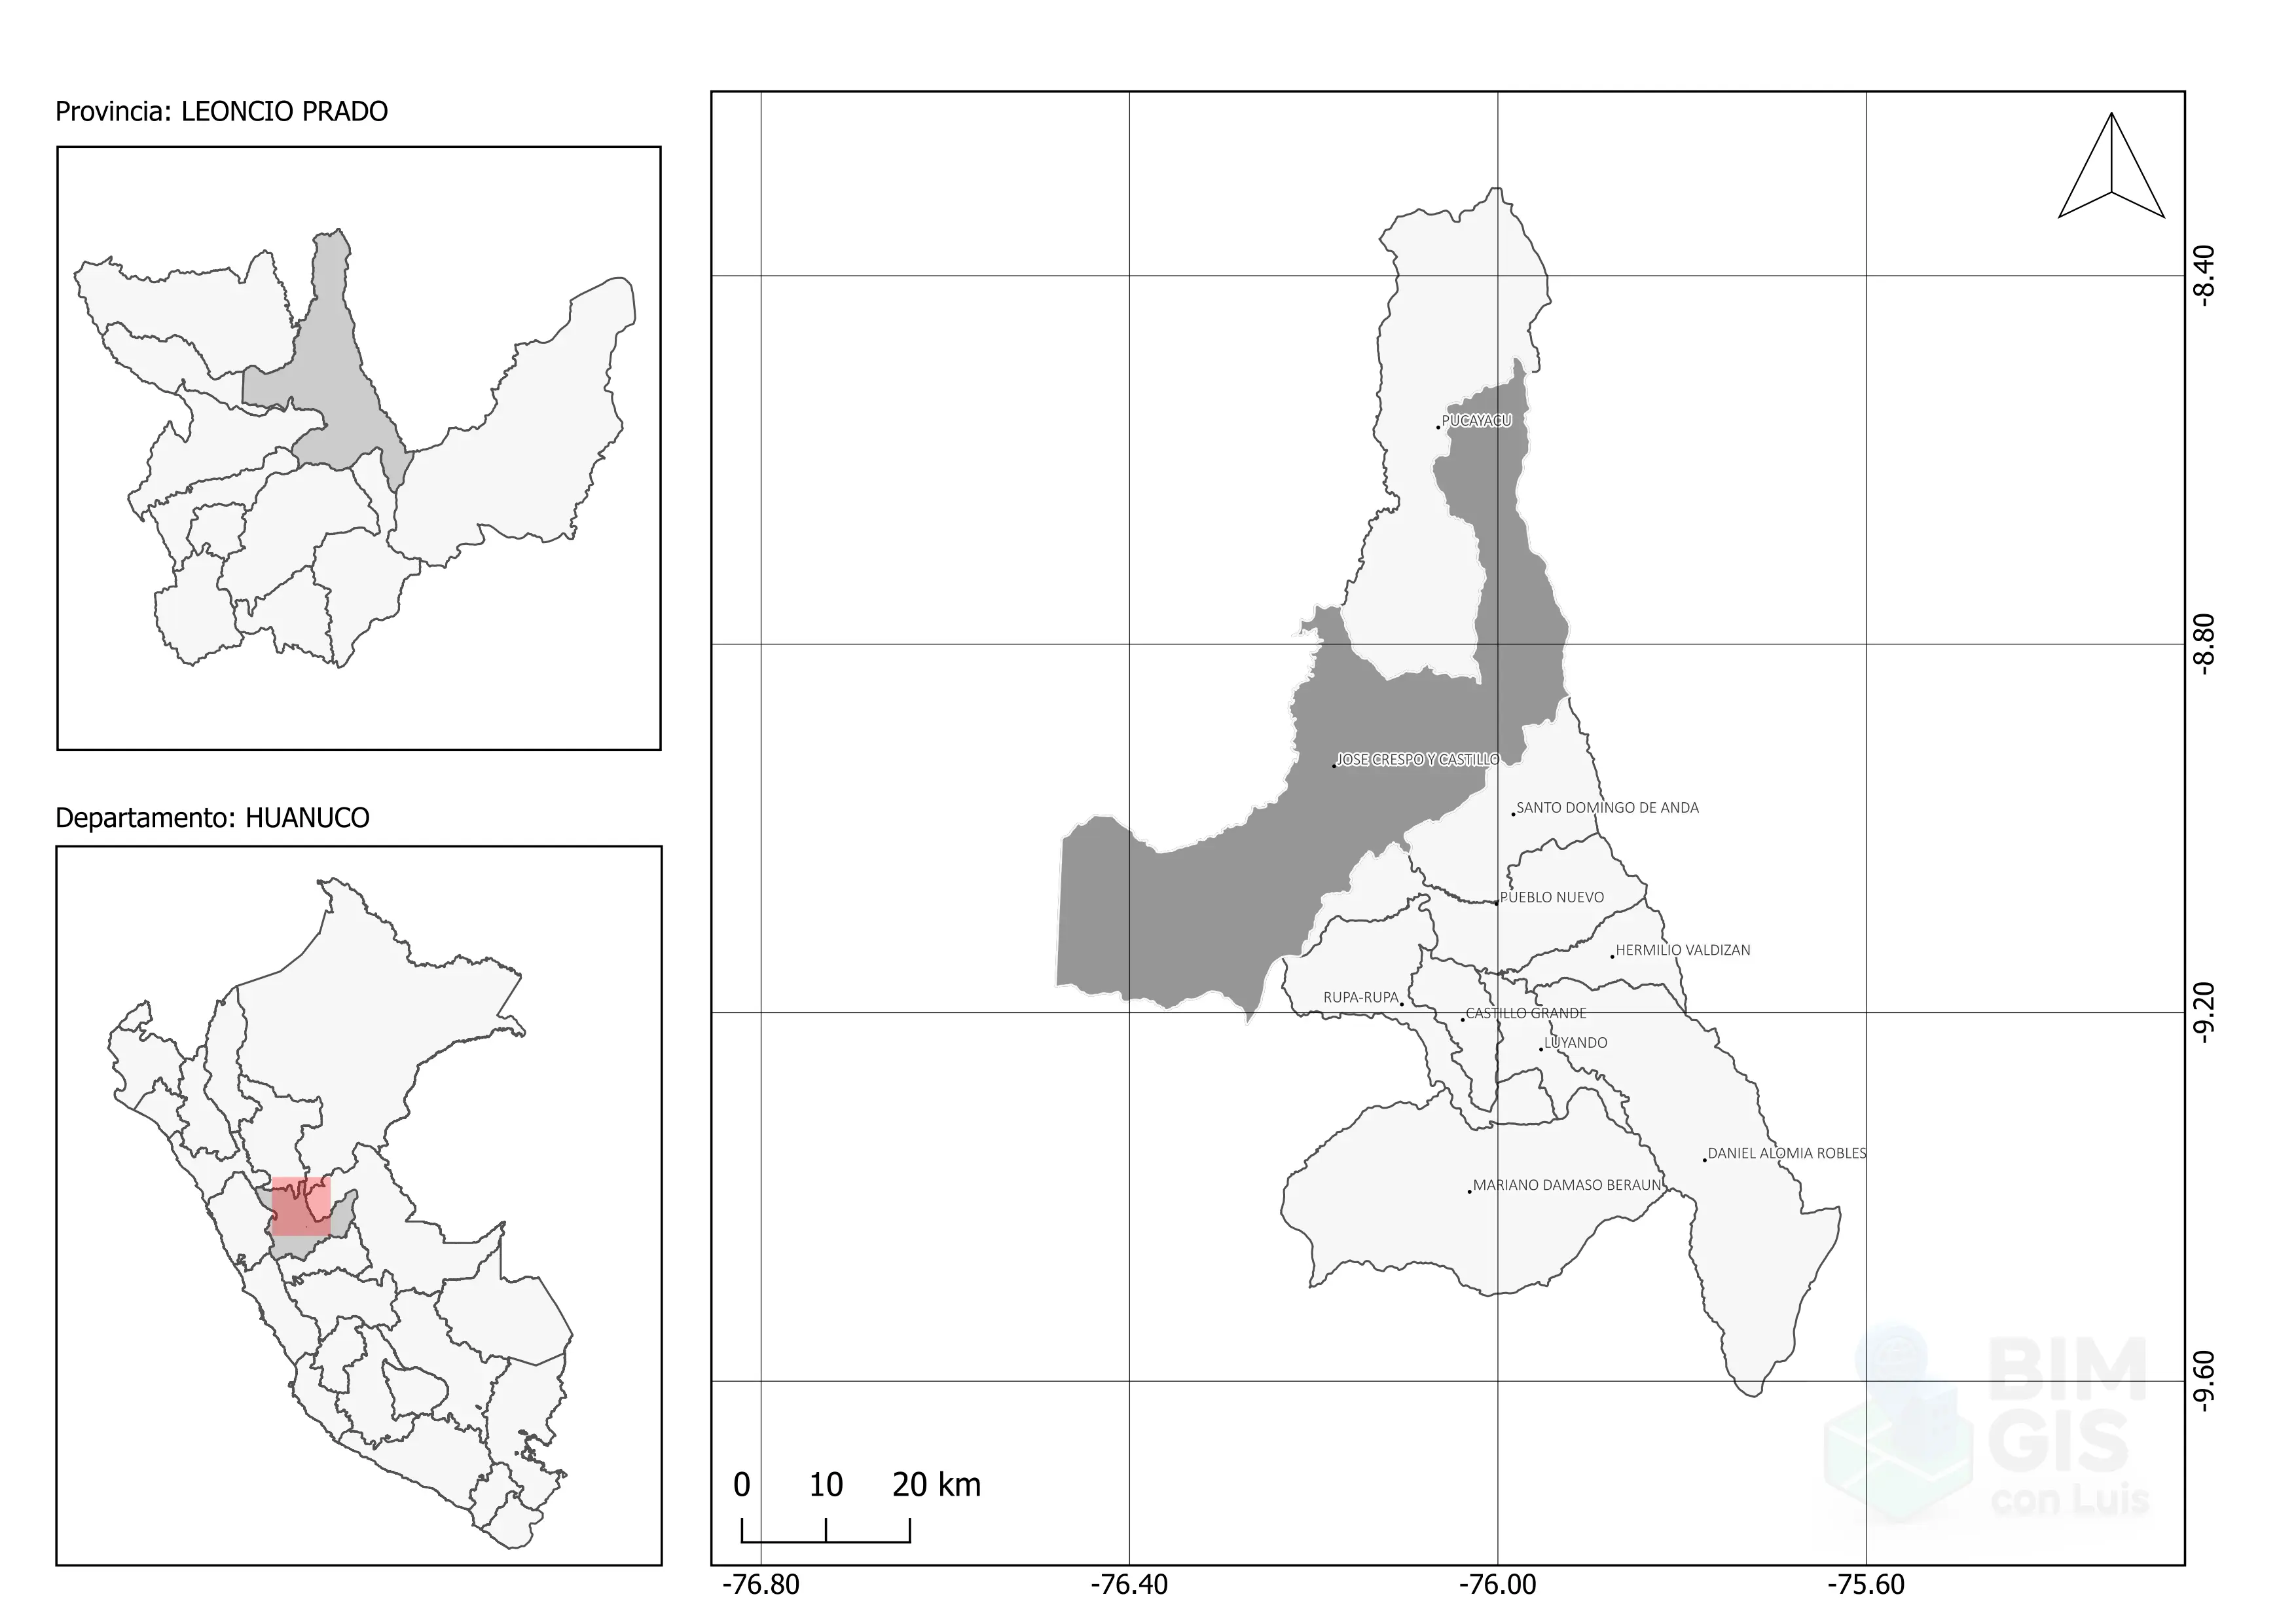 Provincia: LEONCIO PRADO
Departamento: HUANUCO
PUCAYACU
JOSE CRESPO Y CASTILLO
SANTO DOMINGO DE ANDA
PUEBLO NUEVO
HERMILIO VALDIZAN
RUPA-RUPA
CASTILLO GRANDE
LUYANDO
DANIEL ALOMIA ROBLES
MARIANO DAMASO BERAUN
-8.40
-8.80
-9.20
-9.60
0 10 20 km
-76.80 -76.40 -76.00 -75.60
BIM
GIS
con Luis